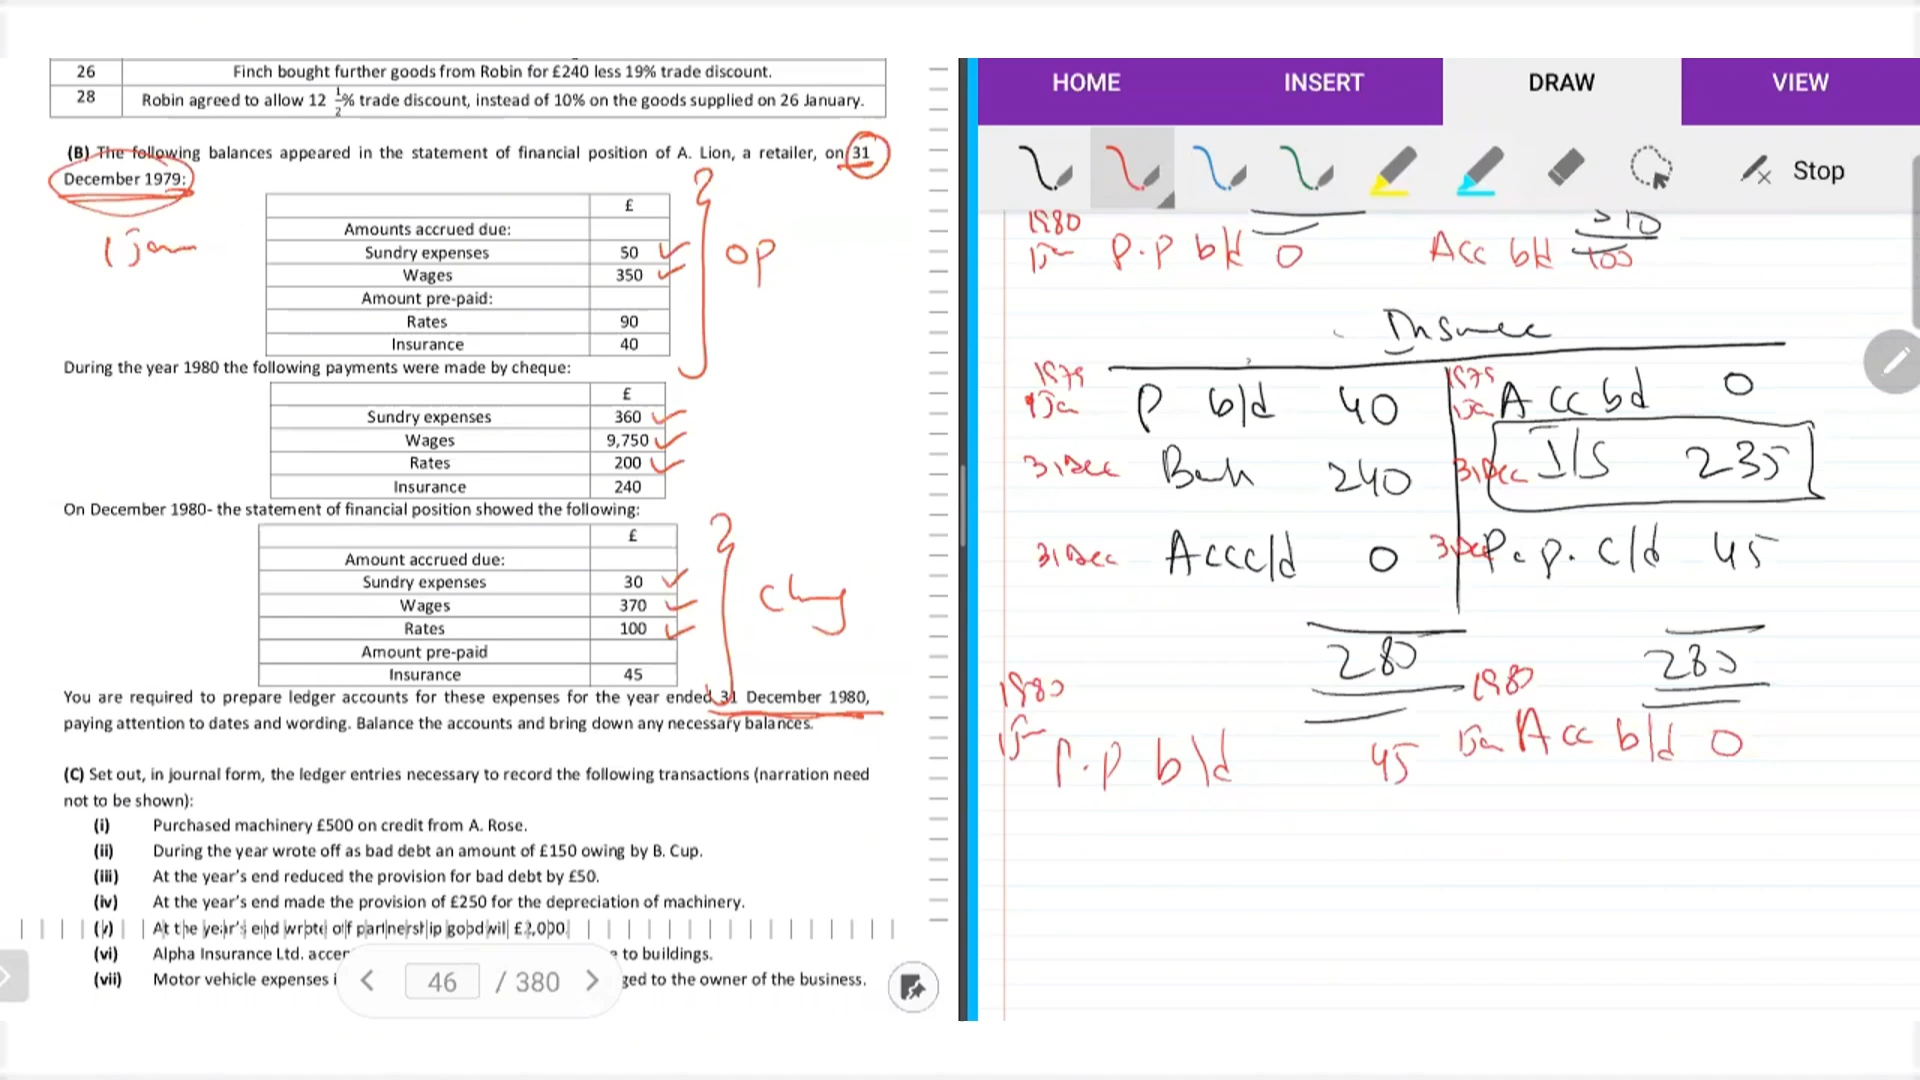 26 Finch bought further goods from Robin for £240 less 19% trade discount.
28 Robin agreed to allow 12 1/2% trade discount, instead of 10% on the goods supplied on 26 January.
(B) The following balances appeared in the statement of financial position of A. Lion, a retailer, on 31
December 1979:
1 Jan
£
Amounts accrued due:
Sundry expenses 50
Wages 350
Amount pre-paid:
Rates 90
Insurance 40
op
During the year 1980 the following payments were made by cheque:
£
Sundry expenses 360
Wages 9,750
Rates 200
Insurance 240
On December 1980- the statement of financial position showed the following:
£
Amount accrued due:
Sundry expenses 30
Wages 370
Rates 100
Amount pre-paid
Insurance 45
You are required to prepare ledger accounts for these expenses for the year ended 31 December 1980,
paying attention to dates and wording. Balance the accounts and bring down any necessary balances.
(C) Set out, in journal form, the ledger entries necessary to record the following transactions (narration need
not to be shown):
(i) Purchased machinery £500 on credit from A. Rose.
(ii) During the year wrote off as bad debt an amount of £150 owing by B. Cup.
(iii) At the year's end reduced the provision for bad debt by £50.
(iv) At the year's end made the provision of £250 for the depreciation of machinery.
(v) At the year's end wrote off partnership goodwill £2,000.
(vi) Alpha Insurance Ltd. to buildings.
(vii) Motor vehicle expenses ged to the owner of the business.
46 / 380
HOME INSERT DRAW VIEW
Stop
1980
1Jan P.P b/d 0 Acc b/d
1979 1979
1Jan P b/d 40 1Jan Acc bd 0
31Dec Bank 240 31Dec I/S 235
31Dec Acc c/d 0 31Dec P.p. c/d 45
280 280
1980 1980
1Jan P.P b/d 45 1Jan Acc b/d 0